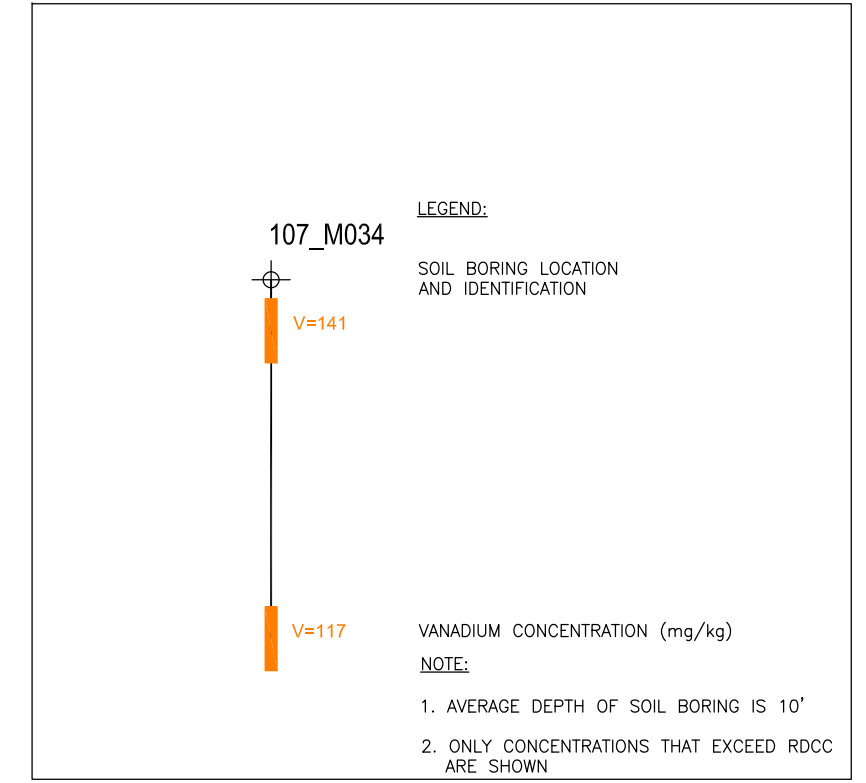 LEGEND:
107_M034
SOIL BORING LOCATION
AND IDENTIFICATION
V=141
V=117
VANADIUM CONCENTRATION (mg/kg)
NOTE:
1. AVERAGE DEPTH OF SOIL BORING IS 10'
2. ONLY CONCENTRATIONS THAT EXCEED RDCC
ARE SHOWN